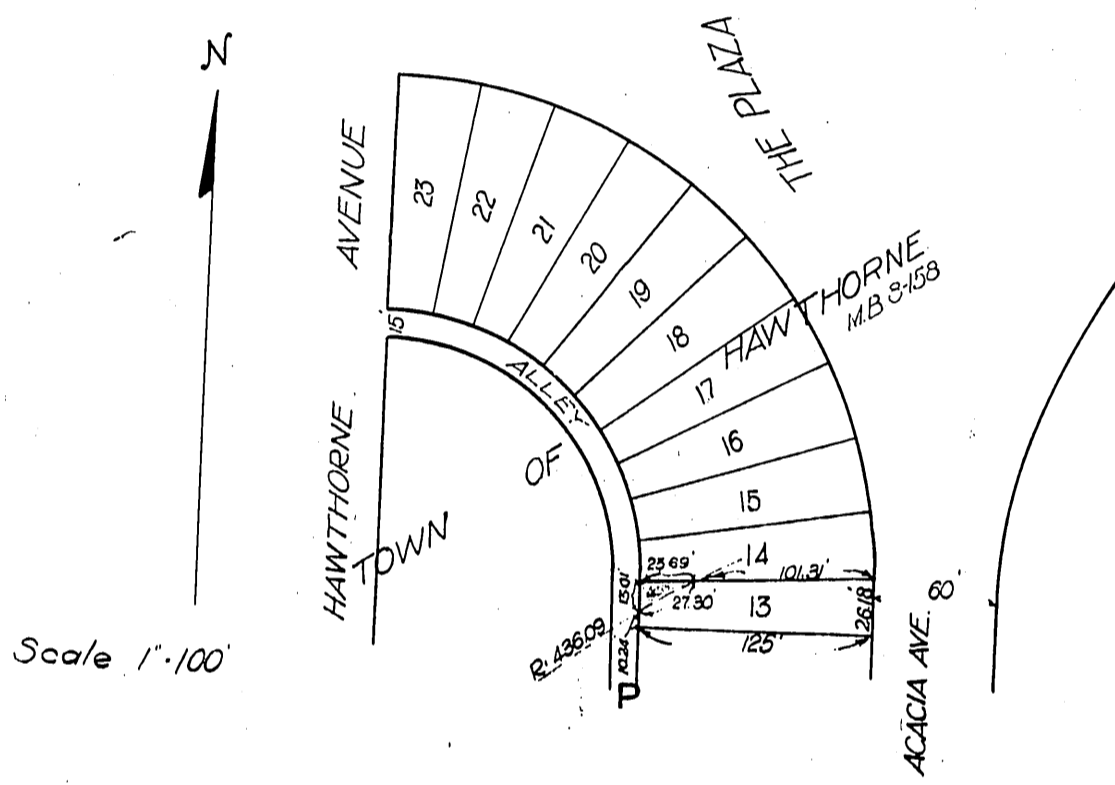 N
THE PLAZA
AVENUE
23
22
21
20
19
18
17
16
15
14
13
HAWTHORNE
M.B 8-158
15'
ALLEY
OF
TOWN
HAWTHORNE.
101.31'
13.01'
27.30'
26.18'
125'
60'
R: 436.09
10.24
P
ACACIA AVE.
Scale 1"·100'